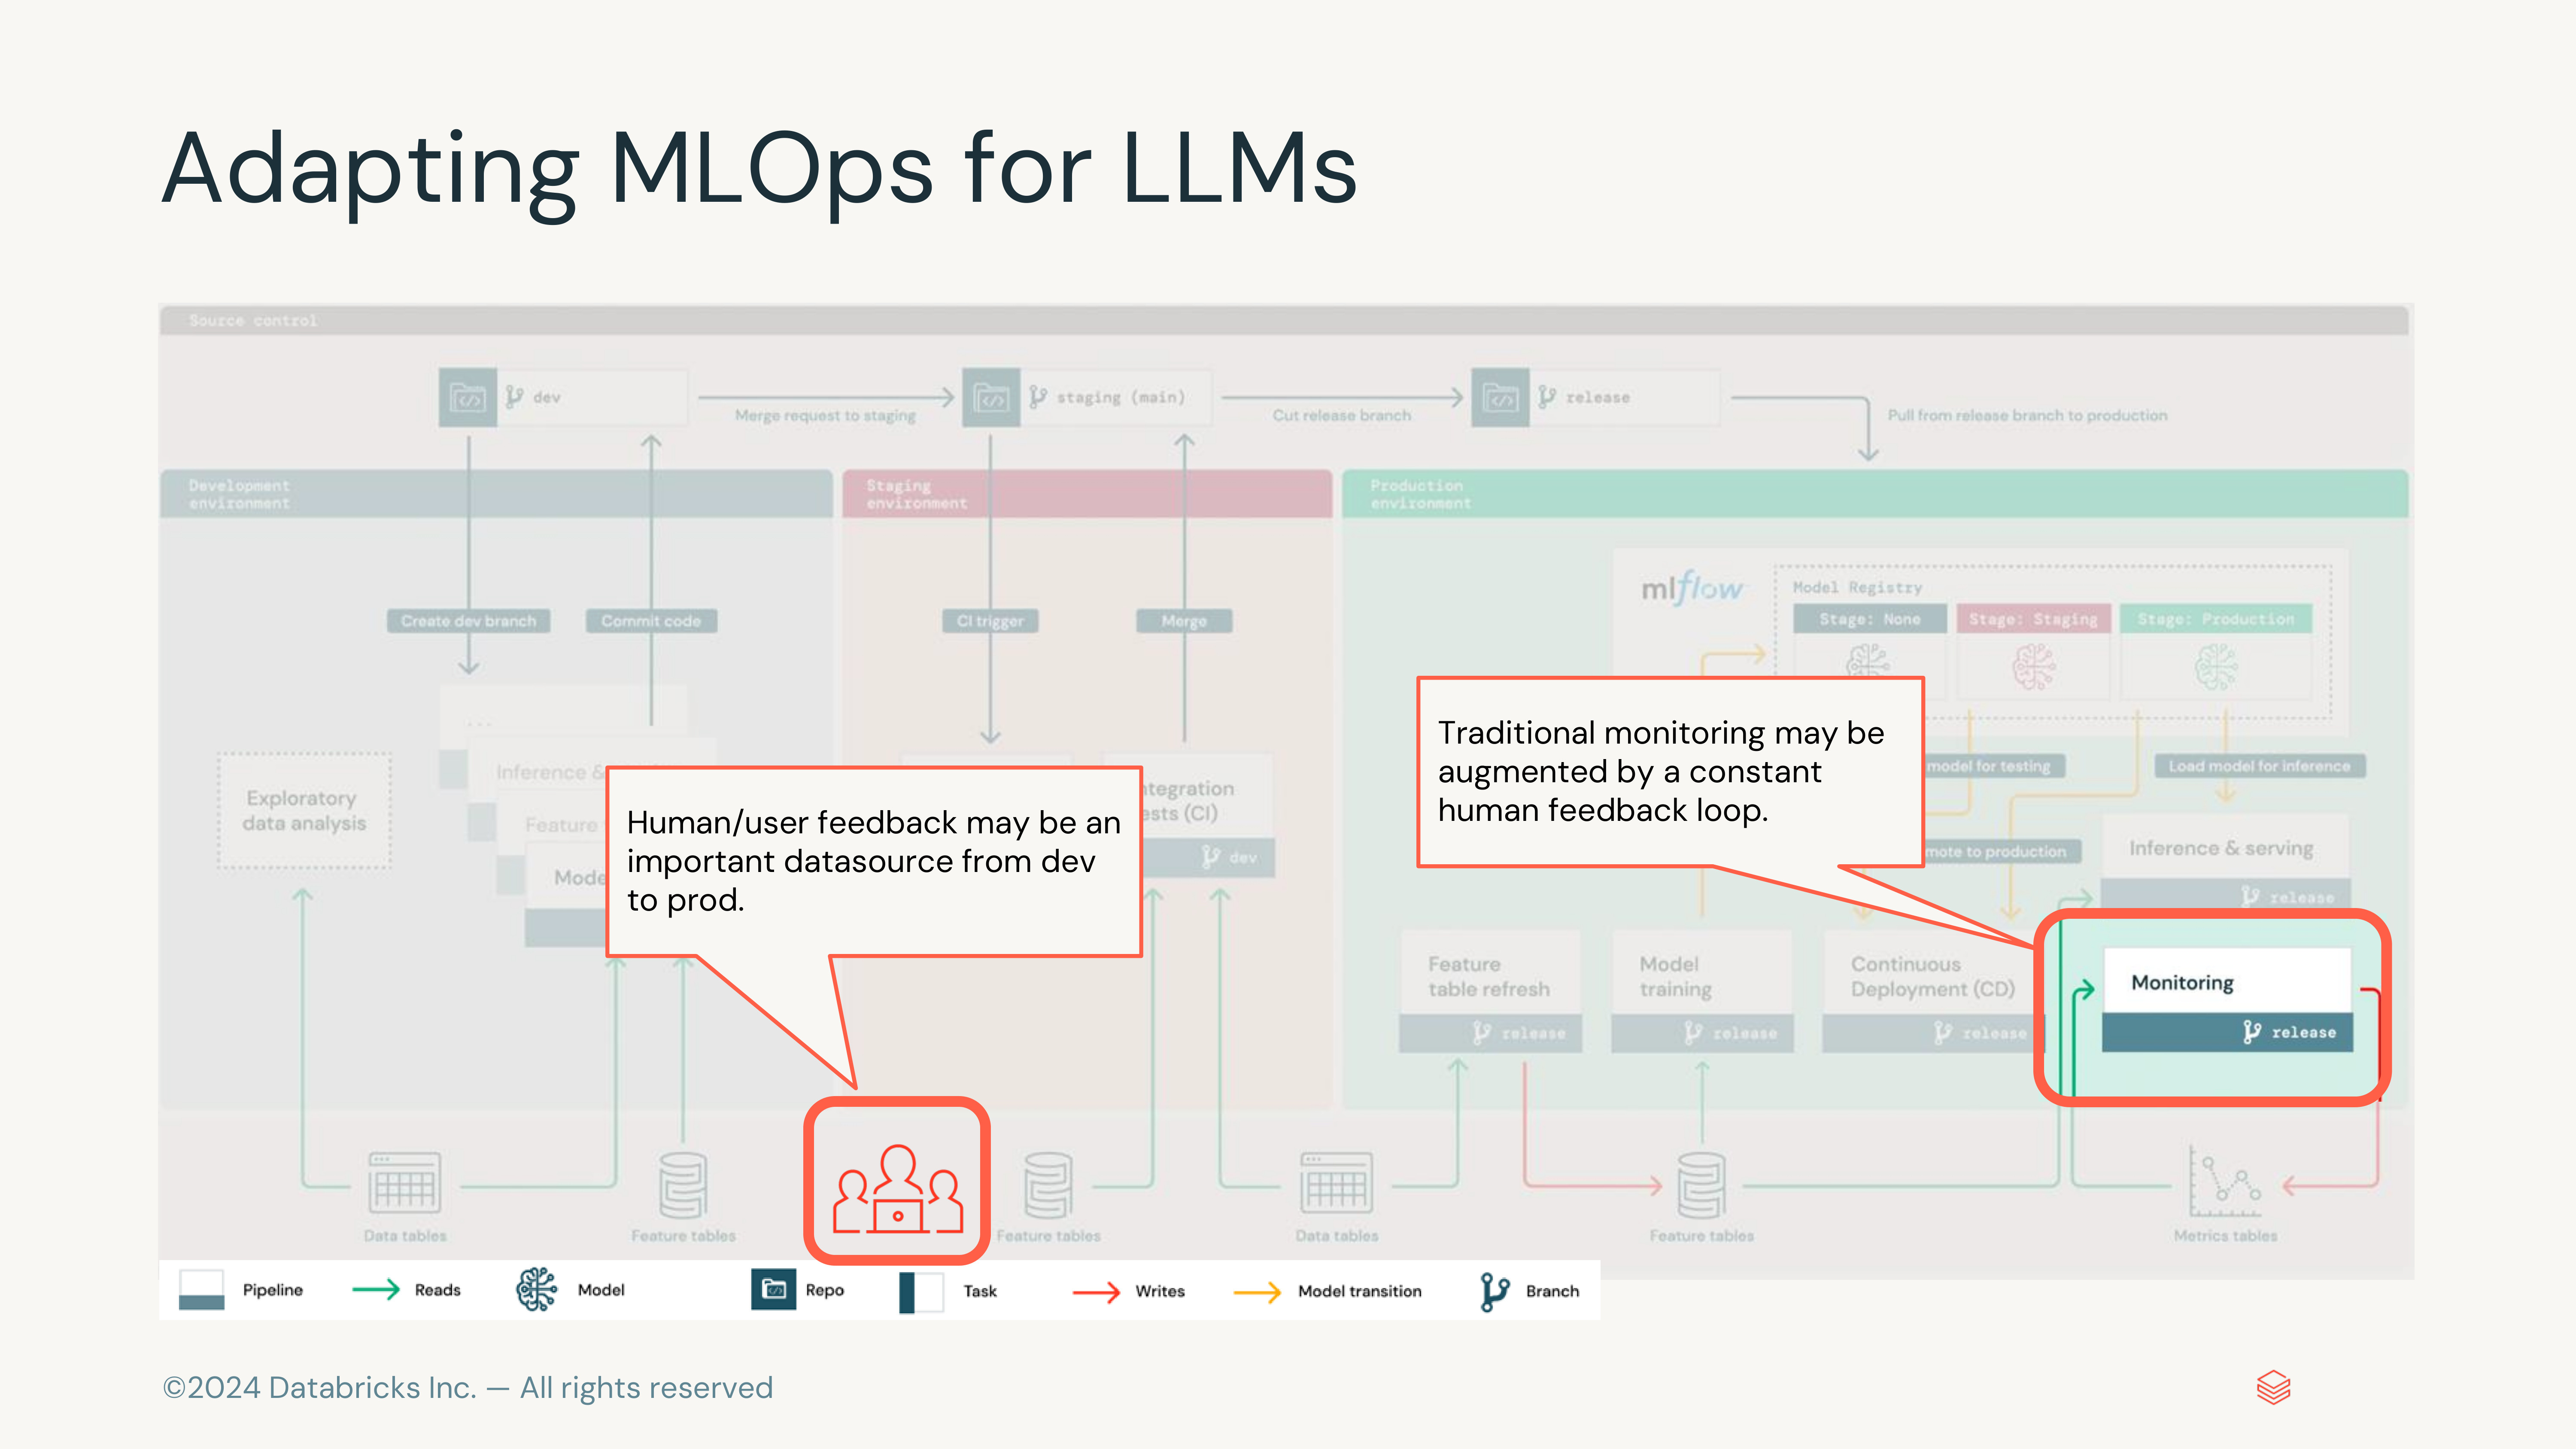 Adapting MLOps for LLMs
Source control
dev
Merge request to staging
staging (main)
Cut release branch
release
Pull from release branch to production
Development
environment
Staging
environment
Production
environment
mlflow
Model Registry
Stage: None
Stage: Staging
Stage: Production
Create dev branch
Commit code
CI trigger
Merge
...
Inference &
Feature
Exploratory
data analysis
Human/user feedback may be an
important datasource from dev
to prod.
ntegration
ests (CI)
dev
Traditional monitoring may be
augmented by a constant
human feedback loop.
model for testing
Load model for inference
mote to production
Inference & serving
release
Feature
table refresh
release
Model
training
release
Continuous
Deployment (CD)
release
Monitoring
release
Data tables
Feature tables
Feature tables
Data tables
Feature tables
Metrics tables
Pipeline
Reads
Model
Repo
Task
Writes
Model transition
Branch
©2024 Databricks Inc. — All rights reserved